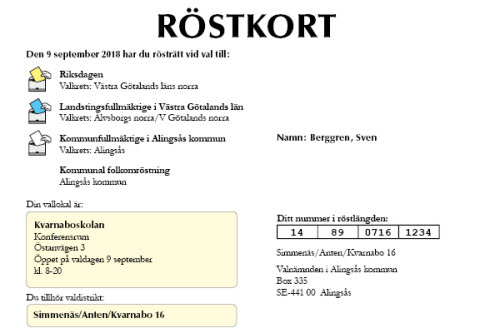 RÖSTKORT
Den 9 september 2018 har du rösträtt vid val till:
Riksdagen
Valkrets: Västra Götalands läns norra
Landstingsfullmäktige i Västra Götalands län
Valkrets: Älvsborgs norra/V Götalands norra
Kommunfullmäktige i Alingsås kommun
Valkrets: Alingsås
Namn: Berggren, Sven
Kommunal folkomröstning
Alingsås kommun
Din vallokal är:
Kvarnaboskolan
Konferensrum
Östanvägen 3
Öppet på valdagen 9 september
kl. 8-20
Du tillhör valdistrikt:
Simmenäs/Anten/Kvarnabo 16
Ditt nummer i röstlängden:
14 89 0716 1234
Simmenäs/Anten/Kvarnabo 16
Valnämnden i Alingsås kommun
Box 335
SE-441 00 Alingsås